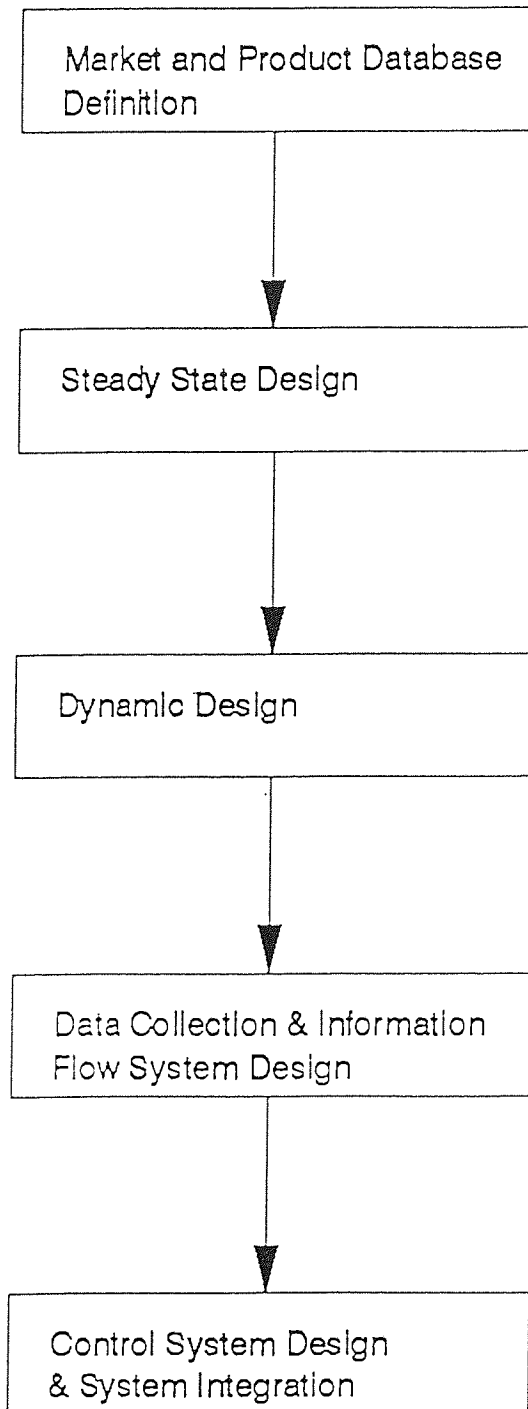 Market and Product Database
Definition
Steady State Design
Dynamic Design
Data Collection & Information
Flow System Design
Control System Design
& System Integration